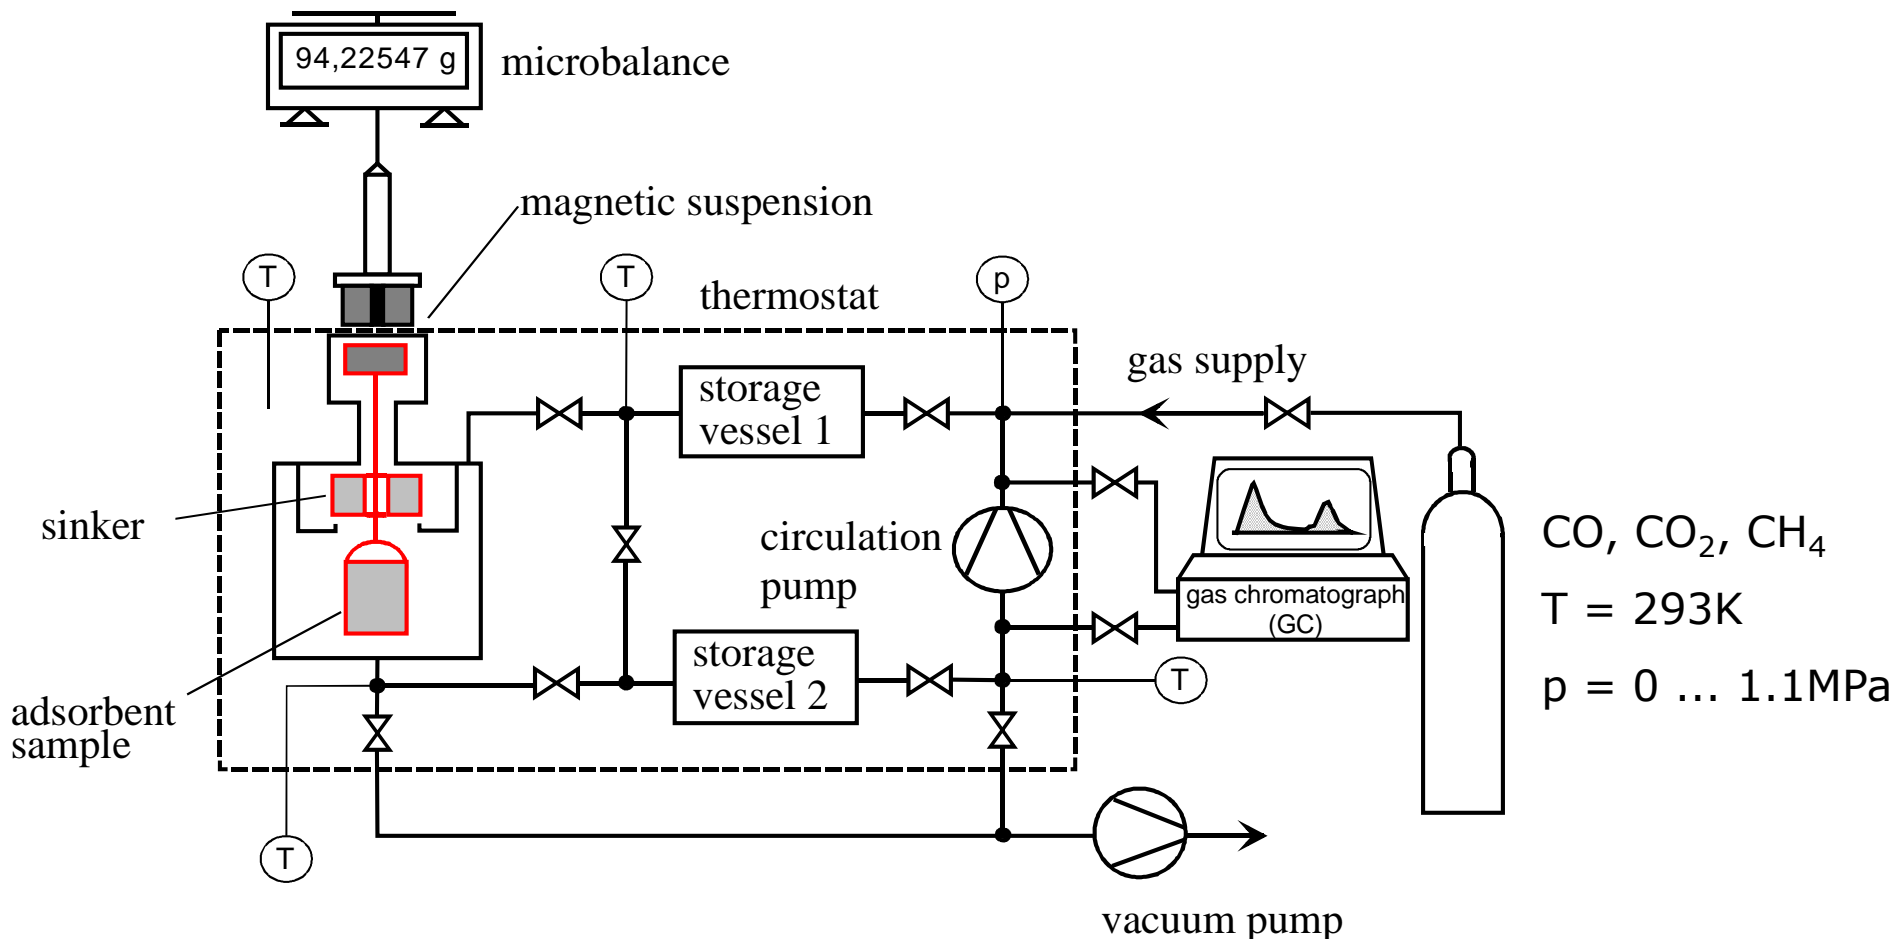 94,22547 g
microbalance
magnetic suspension
T
T
p
thermostat
gas supply
storage
vessel 1
sinker
circulation
pump
gas chromatograph
(GC)
CO, CO₂, CH₄
T = 293K
p = 0 ... 1.1MPa
storage
vessel 2
T
adsorbent
sample
T
vacuum pump